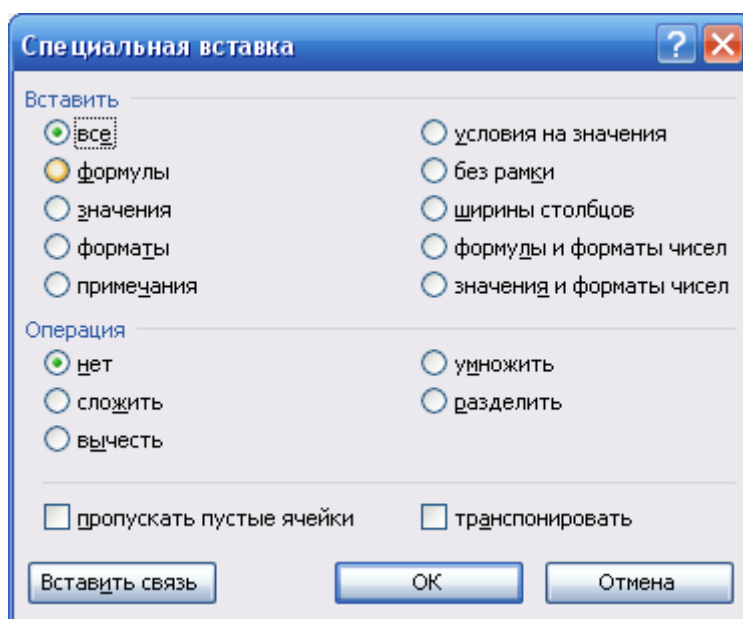 Специальная вставка
Вставить
все
условия на значения
формулы
без рамки
значения
ширины столбцов
форматы
формулы и форматы чисел
примечания
значения и форматы чисел
Операция
нет
умножить
сложить
разделить
вычесть
пропускать пустые ячейки
транспонировать
Вставить связь
ОК
Отмена